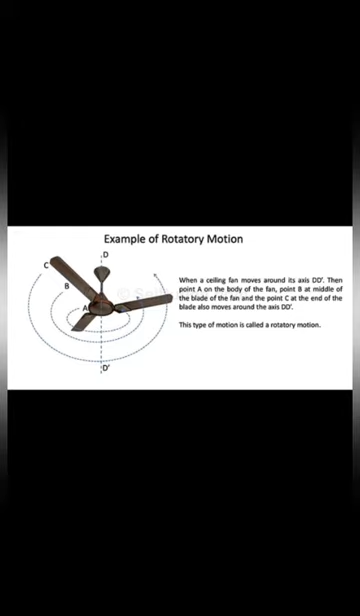 Example of Rotatory Motion
D
C
B
A
D'
When a ceiling fan moves around its axis DD'. Then
point A on the body of the fan, point B at middle of
the blade of the fan and the point C at the end of the
blade also moves around the axis DD'.
This type of motion is called a rotatory motion.